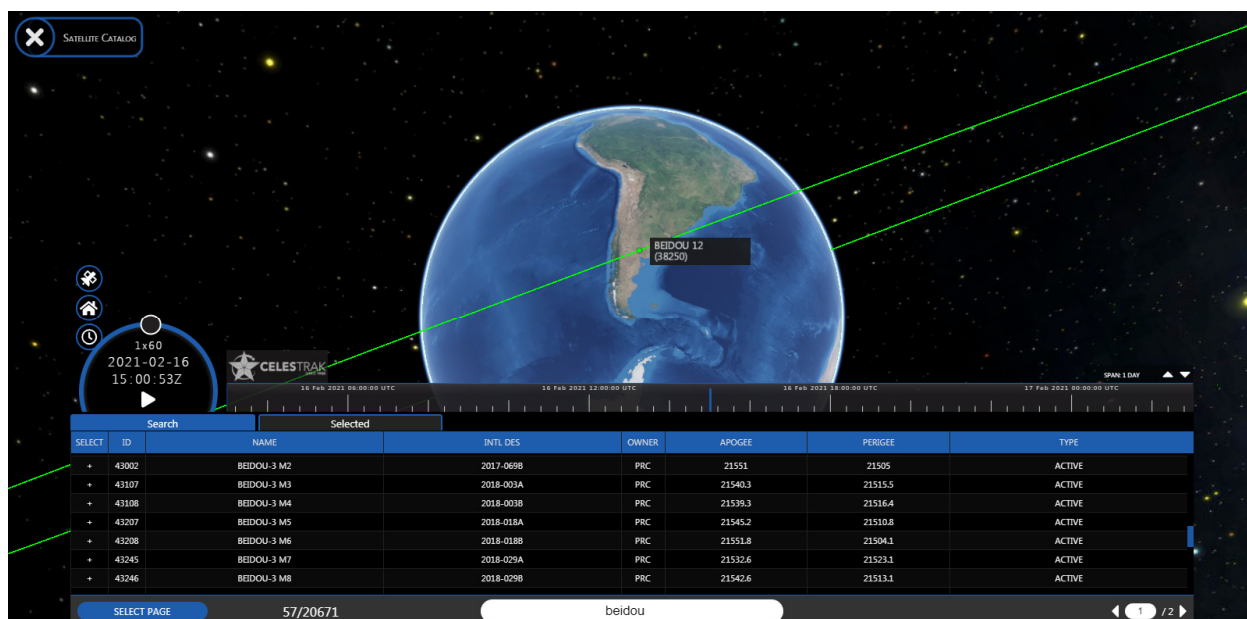 SATELLITE CATALOG
BEIDOU 12
(38250)
1x60
2021-02-16
15:00:53Z
CELESTRAK
SPAN: 1 DAY
16 Feb 2021 06:00:00 UTC 16 Feb 2021 12:00:00 UTC 16 Feb 2021 18:00:00 UTC 17 Feb 2021 00:00:00 UTC
Search Selected
SELECT ID NAME INTL DES OWNER APOGEE PERIGEE TYPE
+ 43002 BEIDOU-3 M2 2017-069B PRC 21551 21505 ACTIVE
+ 43107 BEIDOU-3 M3 2018-003A PRC 21540.3 21515.5 ACTIVE
+ 43108 BEIDOU-3 M4 2018-003B PRC 21539.3 21516.4 ACTIVE
+ 43207 BEIDOU-3 M5 2018-018A PRC 21545.2 21510.8 ACTIVE
+ 43208 BEIDOU-3 M6 2018-018B PRC 21551.8 21504.1 ACTIVE
+ 43245 BEIDOU-3 M7 2018-029A PRC 21532.6 21523.1 ACTIVE
+ 43246 BEIDOU-3 M8 2018-029B PRC 21542.6 21513.1 ACTIVE
SELECT PAGE 57/20671 beidou 1 / 2